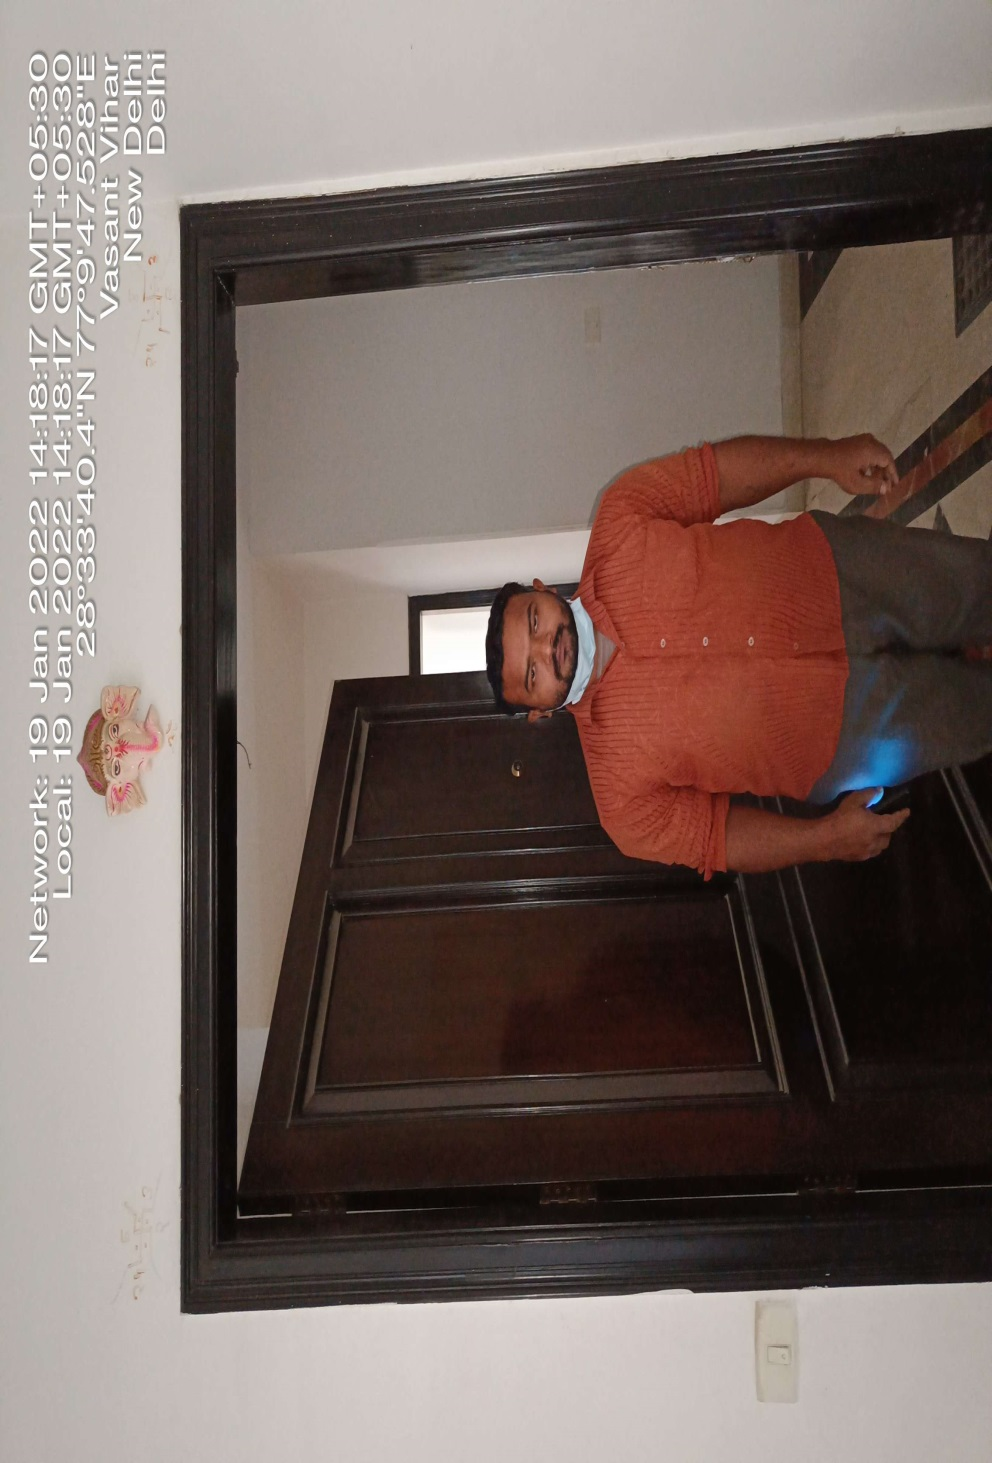 Network: 19 Jan 2022 14:18:17 GMT+05:30
Local: 19 Jan 2022 14:18:17 GMT+05:30
28°33'40.4"N 77°9'47.528"E
Vasant Vihar
New Delhi
Delhi